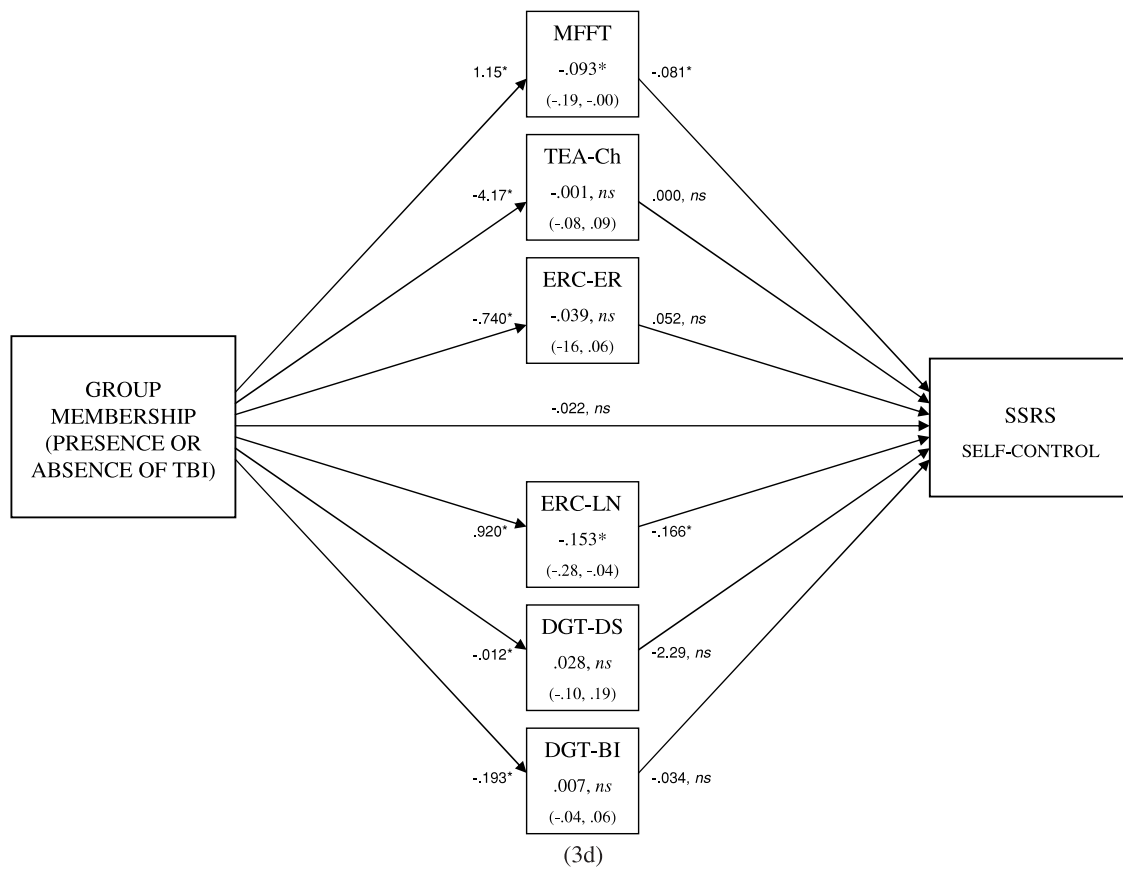 MFFT
1.15*
-.093*
-.081*
(-.19, -.00)
TEA-Ch
-4.17*
-.001, ns
.000, ns
(-.08, .09)
ERC-ER
-.740*
-.039, ns
.052, ns
(-16, .06)
GROUP
MEMBERSHIP
(PRESENCE OR
ABSENCE OF TBI)
-.022, ns
SSRS
SELF-CONTROL
ERC-LN
.920*
-.153*
-.166*
(-.28, -.04)
DGT-DS
-.012*
.028, ns
-2.29, ns
(-.10, .19)
DGT-BI
-.193*
.007, ns
-.034, ns
(-.04, .06)
(3d)